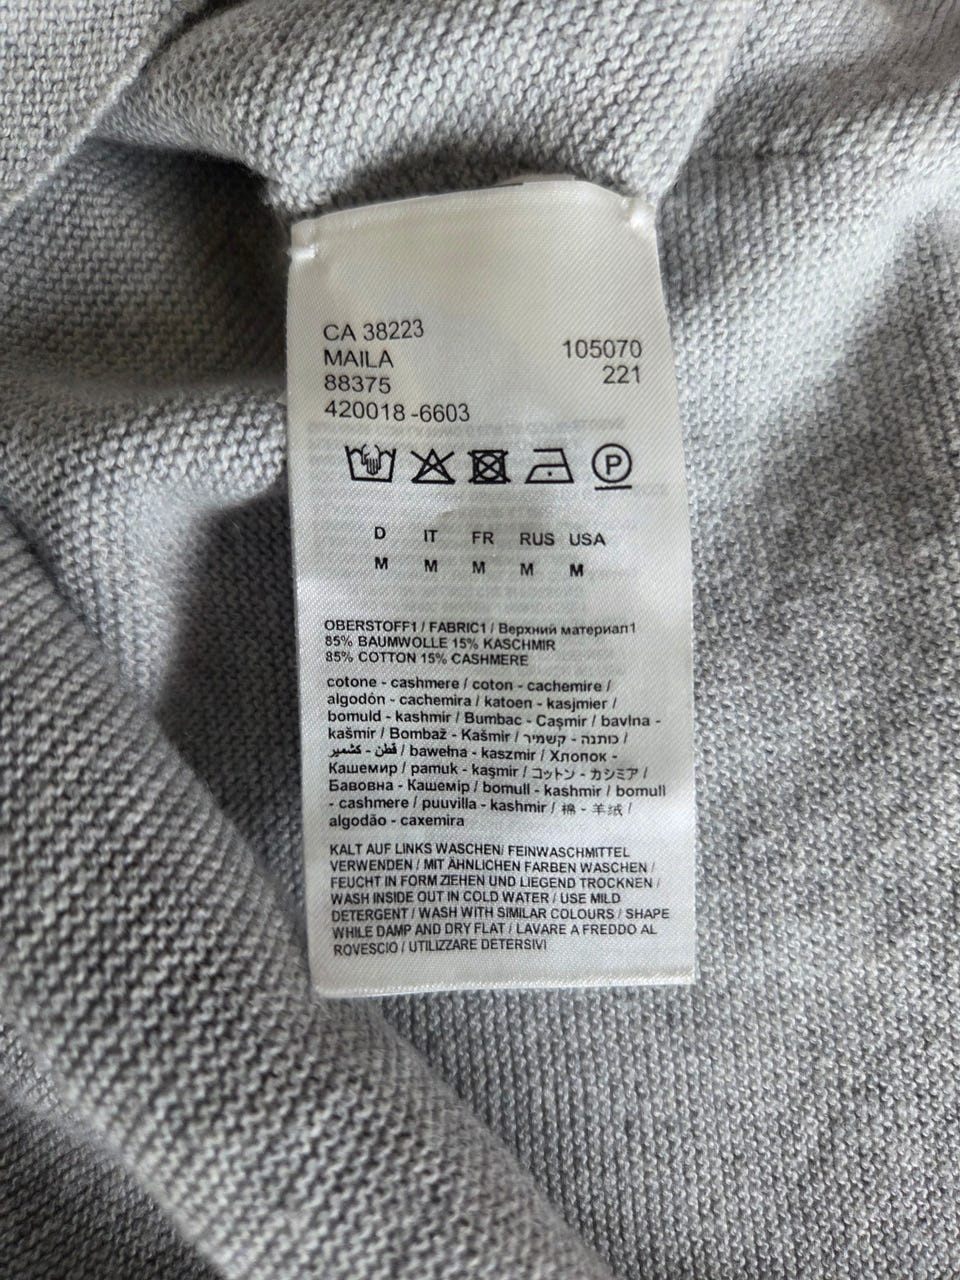 CA 38223
MAILA
88375
420018 -6603
105070
221
P
D IT FR RUS USA
M M M M M
OBERSTOFF1 / FABRIC1 / Верхний материал1
85% BAUMWOLLE 15% KASCHMIR
85% COTTON 15% CASHMERE
cotone - cashmere / coton - cachemire /
algodón - cachemira / katoen - kasjmier /
bomuld - kashmir / Bumbac - Caşmir / bavlna -
kašmír / Bombaž - Kašmir / כותנה - קשמיר /
قطن - كشمير / bawełna - kaszmir / Хлопок -
Кашемир / pamuk - kaşmir / コットン - カシミア /
Бавовна - Кашемір / bomull - kashmir / bomull
- cashmere / puuvilla - kashmir / 棉 - 羊绒 /
algodão - caxemira
KALT AUF LINKS WASCHEN/ FEINWASCHMITTEL
VERWENDEN / MIT ÄHNLICHEN FARBEN WASCHEN /
FEUCHT IN FORM ZIEHEN UND LIEGEND TROCKNEN /
WASH INSIDE OUT IN COLD WATER / USE MILD
DETERGENT / WASH WITH SIMILAR COLOURS / SHAPE
WHILE DAMP AND DRY FLAT / LAVARE A FREDDO AL
ROVESCIO / UTILIZZARE DETERSIVI